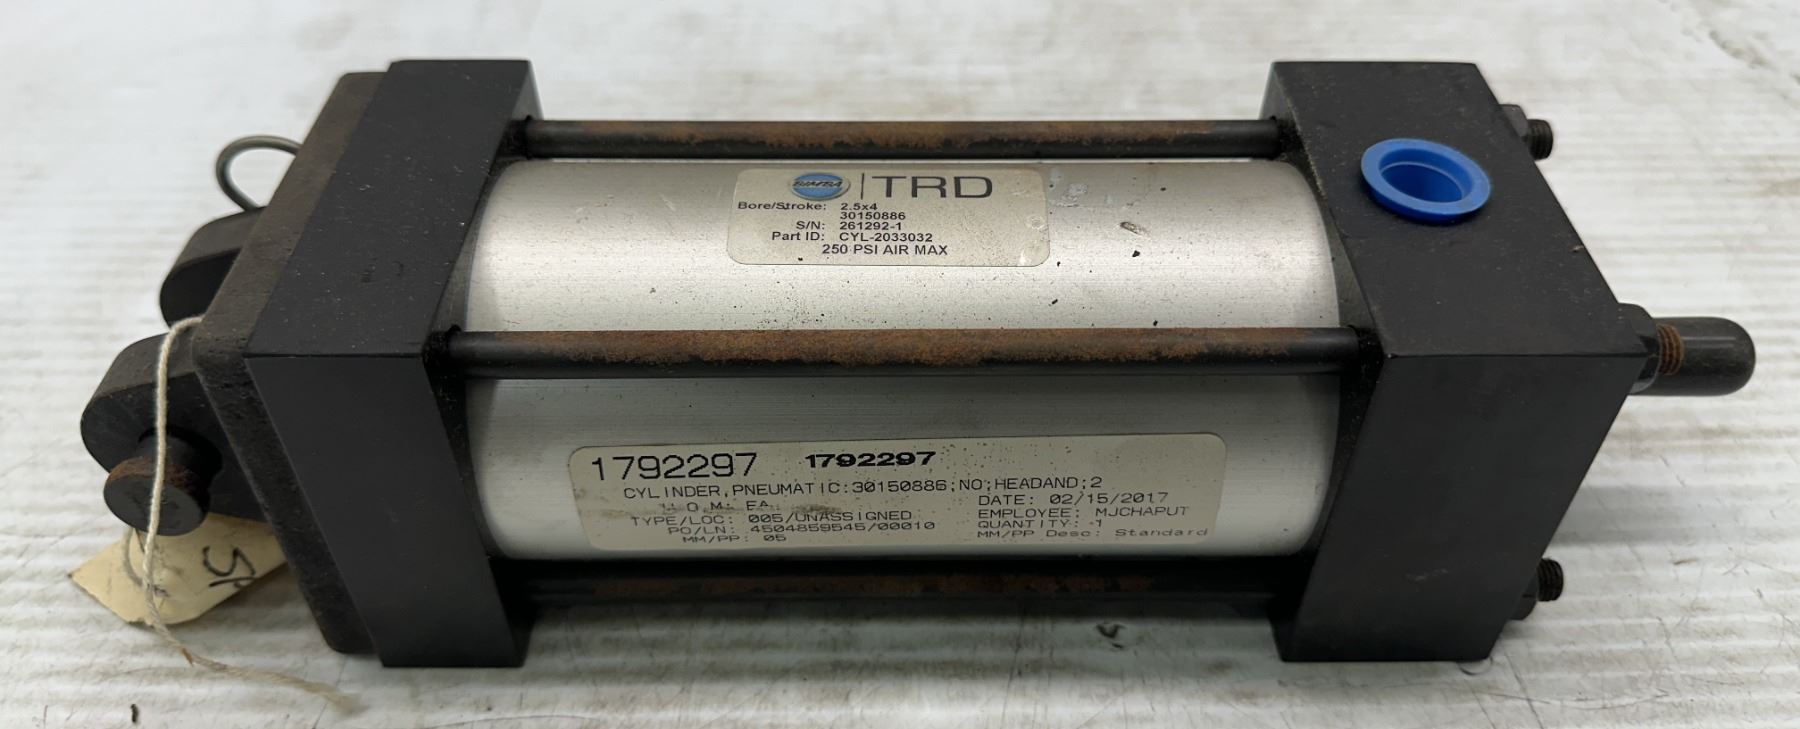 BIMBA | TRD
Bore/Stroke: 2.5x4
30150886
S/N: 261292-1
Part ID: CYL-2033032
250 PSI AIR MAX
1792297 1792297
CYLINDER,PNEUMATIC:30150886;NO;HEADAND;2
U.O.M: EA DATE: 02/15/2017
TYPE/LOC: 005/UNASSIGNED EMPLOYEE: MJCHAPUT
PO/LN: 4504859545/00010 QUANTITY: 1
MM/PP: 05 MM/PP Desc: Standard